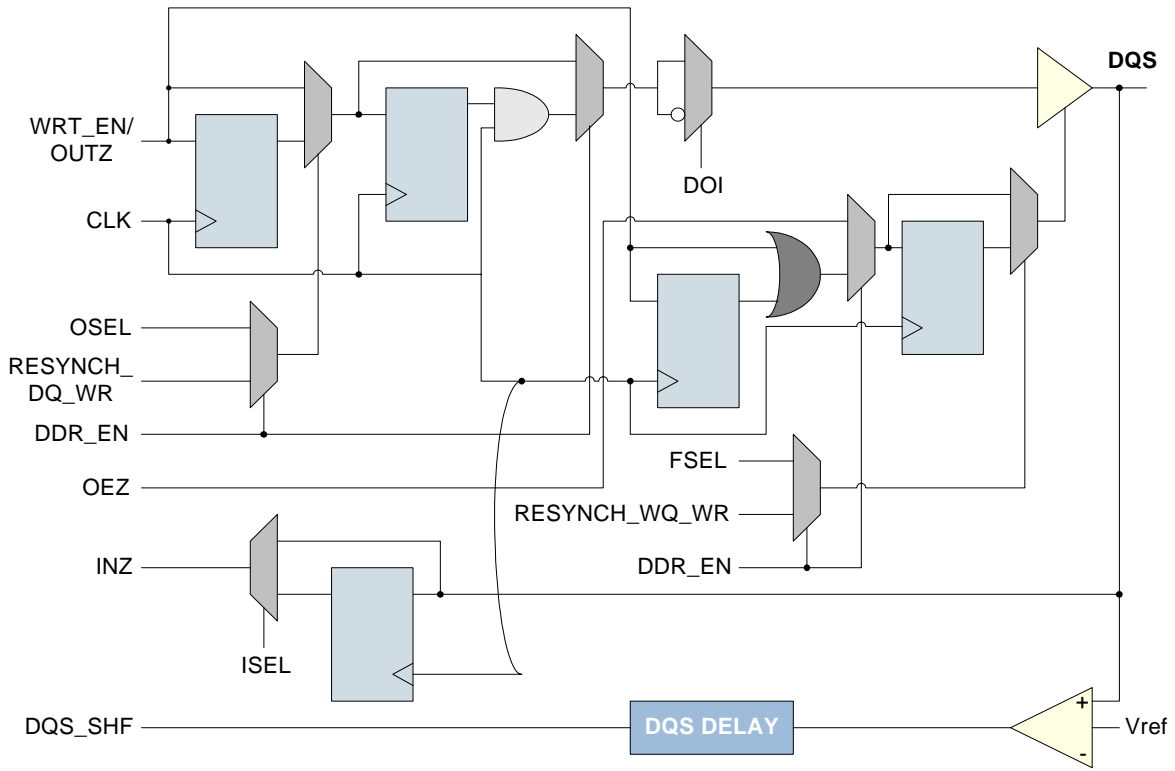 DQS
WRT_EN/
OUTZ
DOI
CLK
OSEL
RESYNCH_
DQ_WR
DDR_EN
FSEL
OEZ
RESYNCH_WQ_WR
INZ
DDR_EN
ISEL
+
DQS_SHF
DQS DELAY
Vref
-